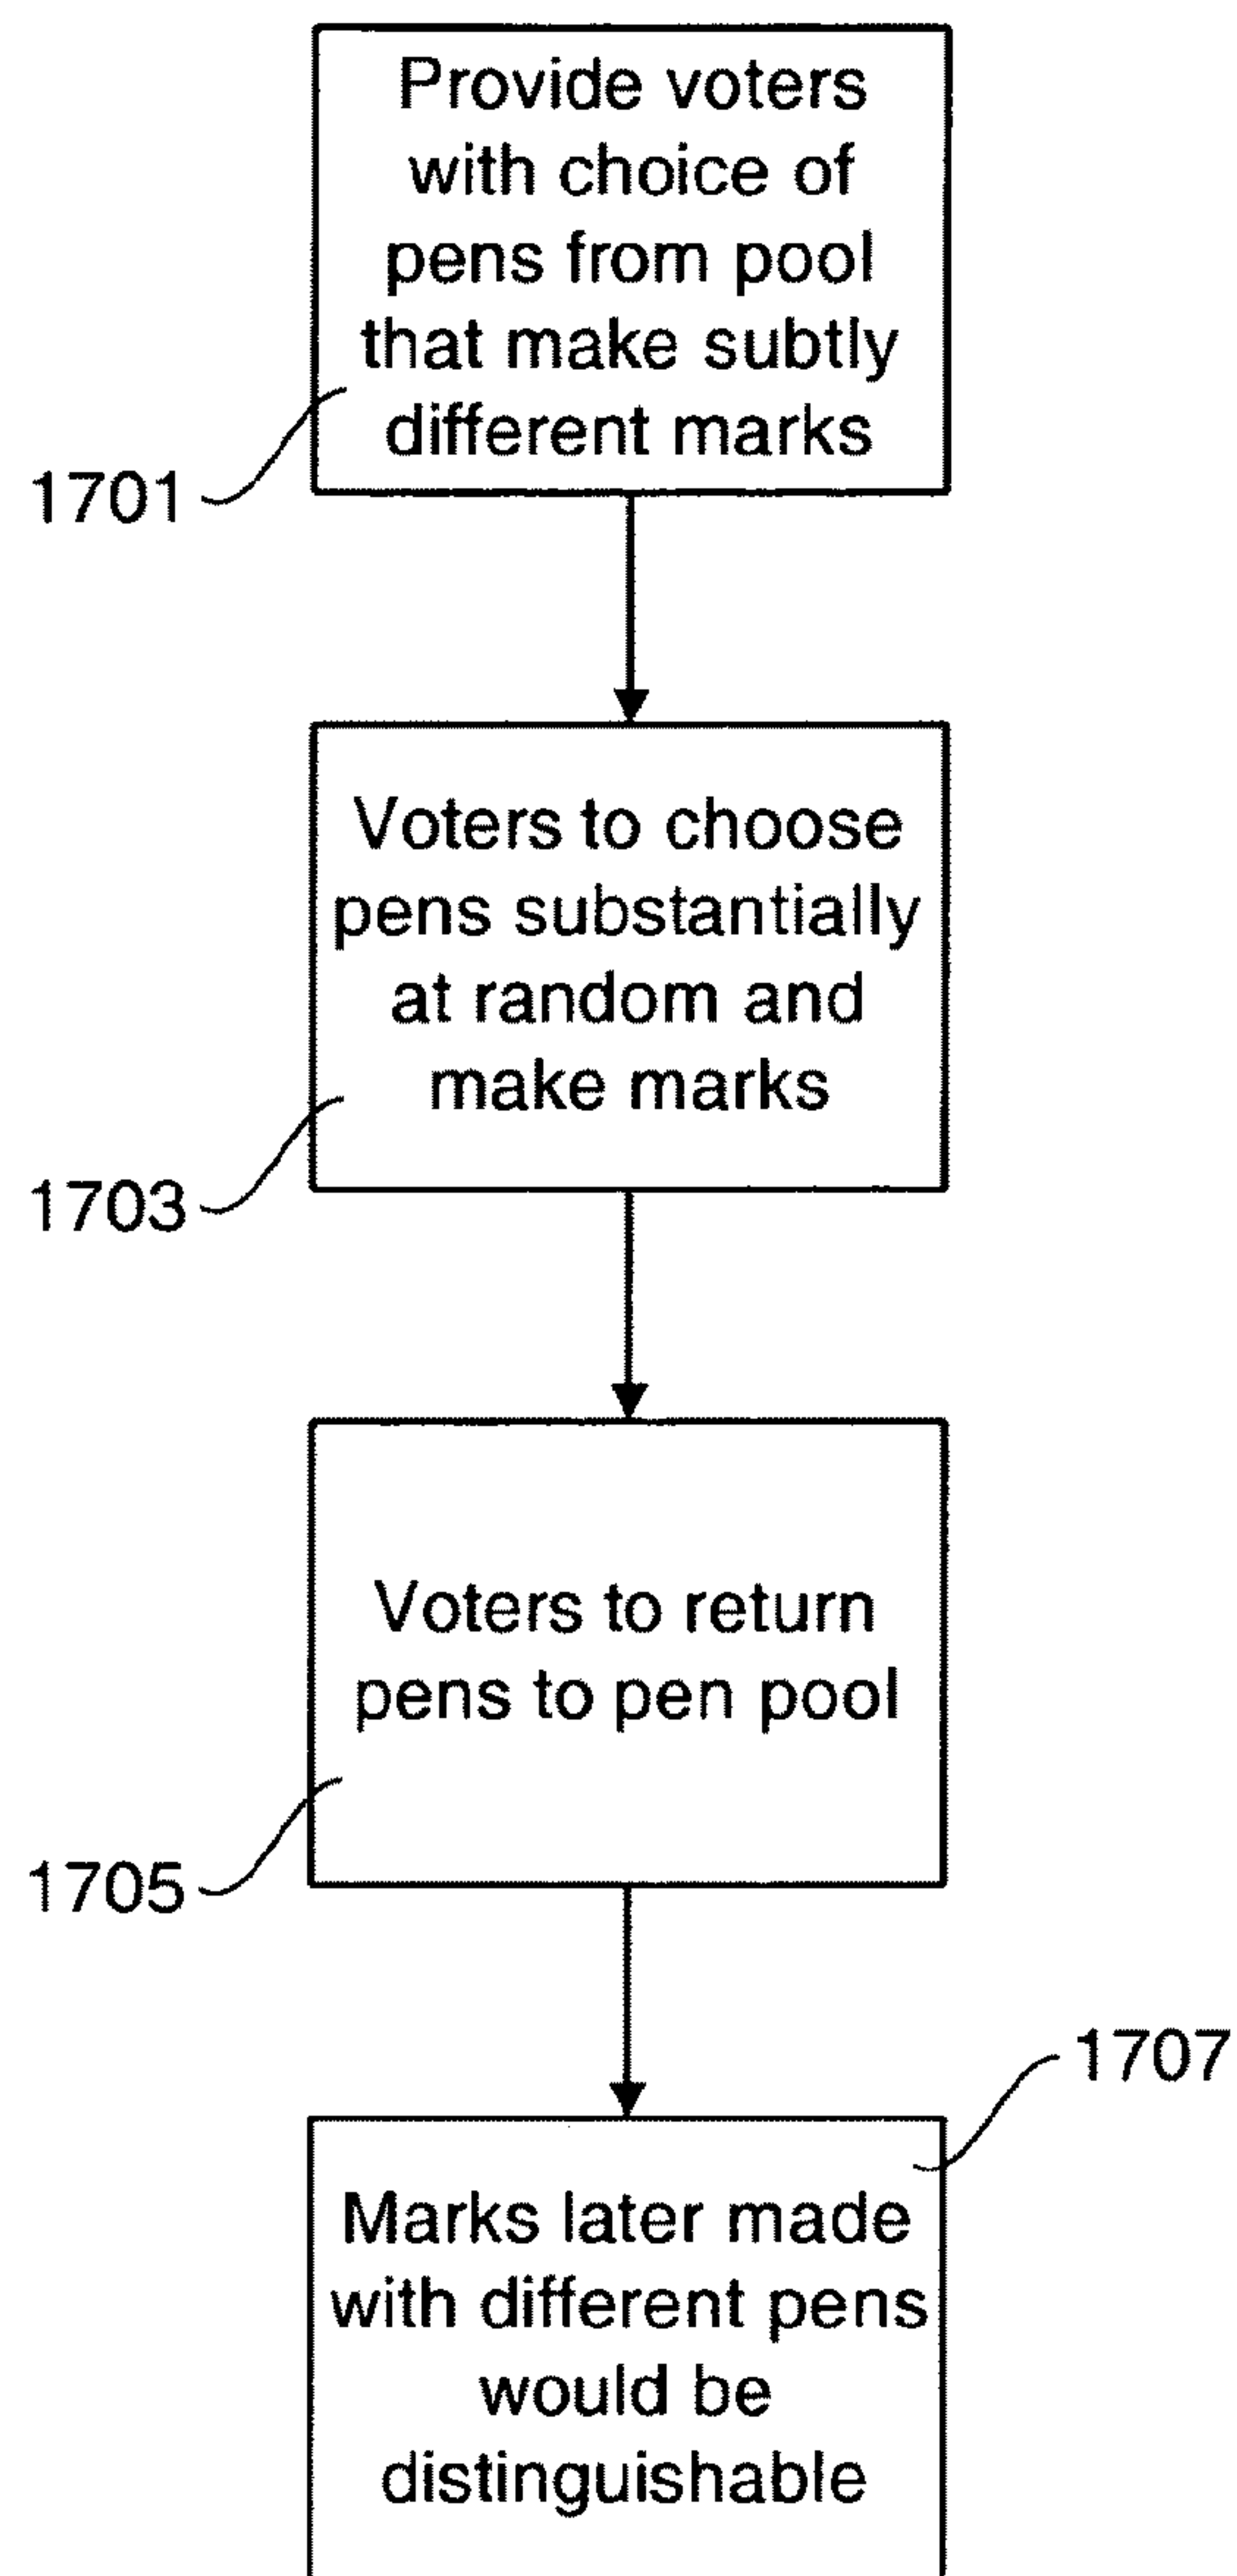 Provide voters
with choice of
pens from pool
that make subtly
different marks
1701
Voters to choose
pens substantially
at random and
make marks
1703
Voters to return
pens to pen pool
1705
1707
Marks later made
with different pens
would be
distinguishable